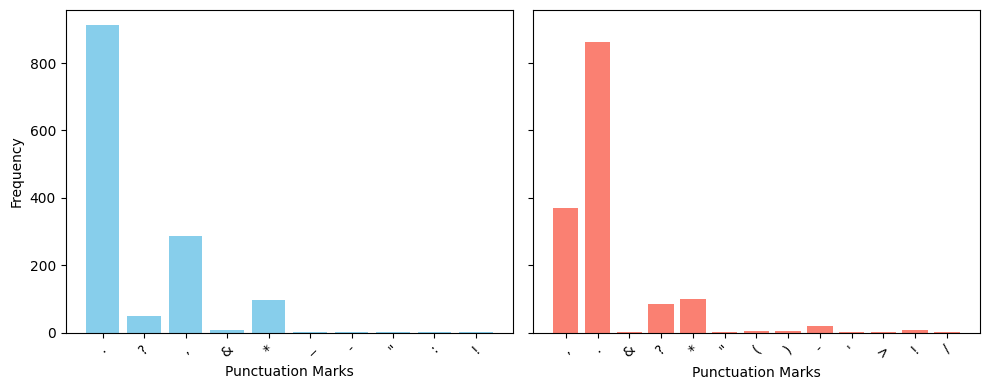 Frequency
800
600
400
200
0
. ? , & * _ - " : !
, . & ? * " ( ) - ' > ! /
Punctuation Marks
Punctuation Marks